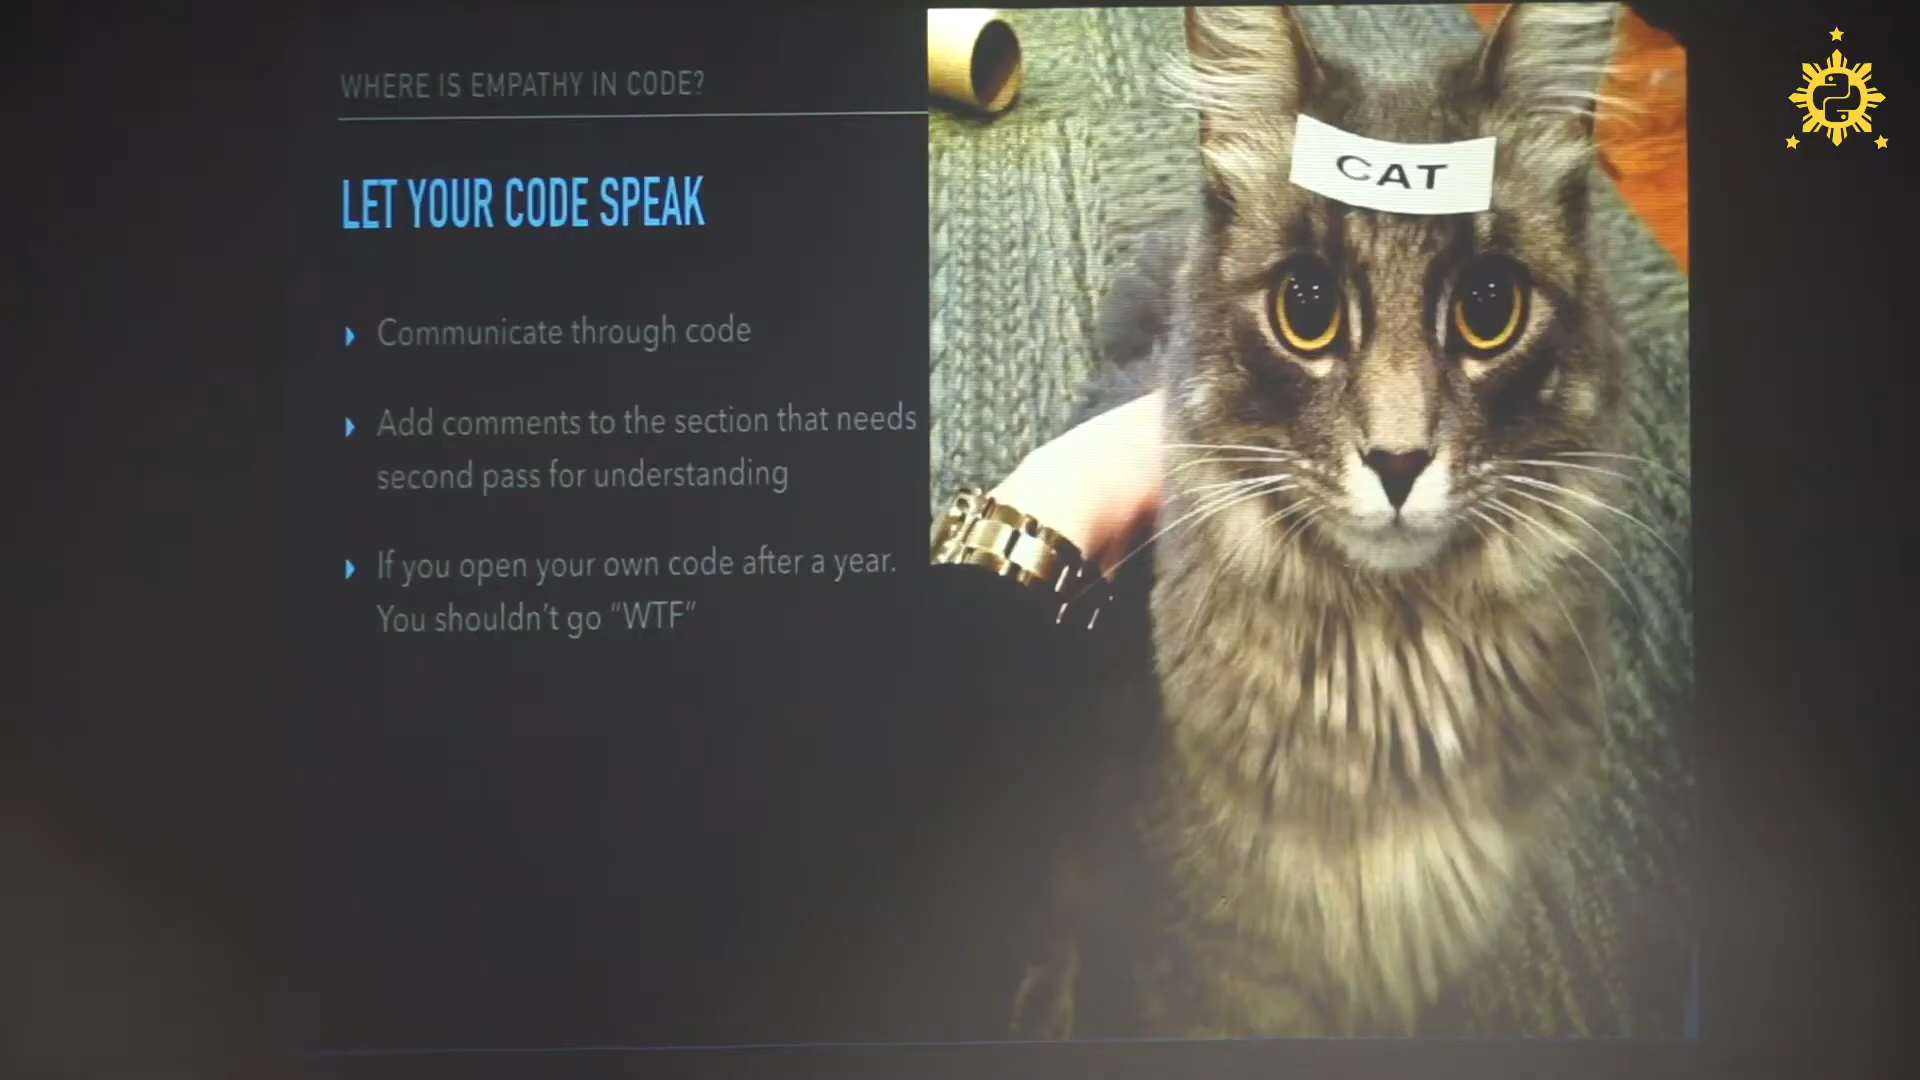 WHERE IS EMPATHY IN CODE?
LET YOUR CODE SPEAK
Communicate through code
Add comments to the section that needs
second pass for understanding
If you open your own code after a year.
You shouldn't go “WTF”
CAT